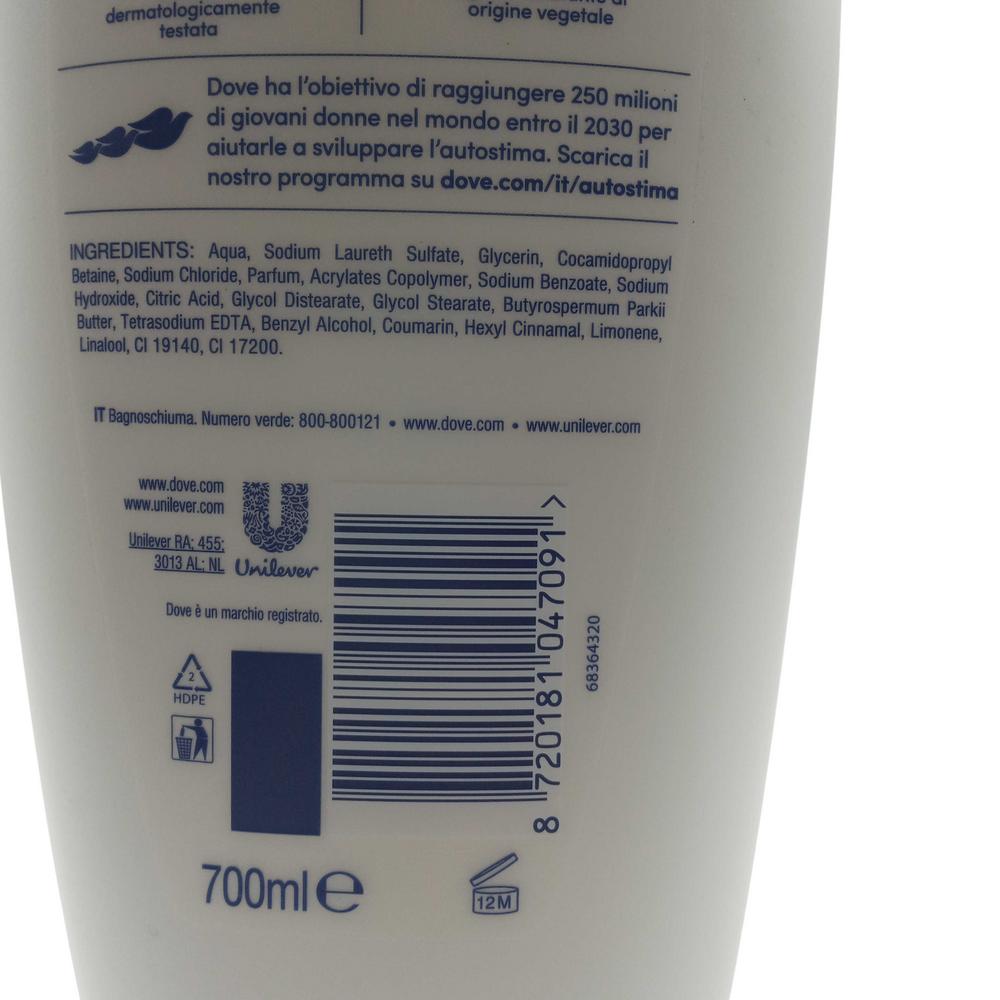 dermatologicamente
testata
origine vegetale
Dove ha l'obiettivo di raggiungere 250 milioni
di giovani donne nel mondo entro il 2030 per
aiutarle a sviluppare l'autostima. Scarica il
nostro programma su dove.com/it/autostima
INGREDIENTS: Aqua, Sodium Laureth Sulfate, Glycerin, Cocamidopropyl
Betaine, Sodium Chloride, Parfum, Acrylates Copolymer, Sodium Benzoate, Sodium
Hydroxide, Citric Acid, Glycol Distearate, Glycol Stearate, Butyrospermum Parkii
Butter, Tetrasodium EDTA, Benzyl Alcohol, Coumarin, Hexyl Cinnamal, Limonene,
Linalool, CI 19140, CI 17200.
IT Bagnoschiuma. Numero verde: 800-800121 • www.dove.com • www.unilever.com
www.dove.com
www.unilever.com
Unilever RA; 455;
3013 AL; NL
Unilever
Dove è un marchio registrato.
2
HDPE
8 720181 047091 >
68364320
700ml e
12M